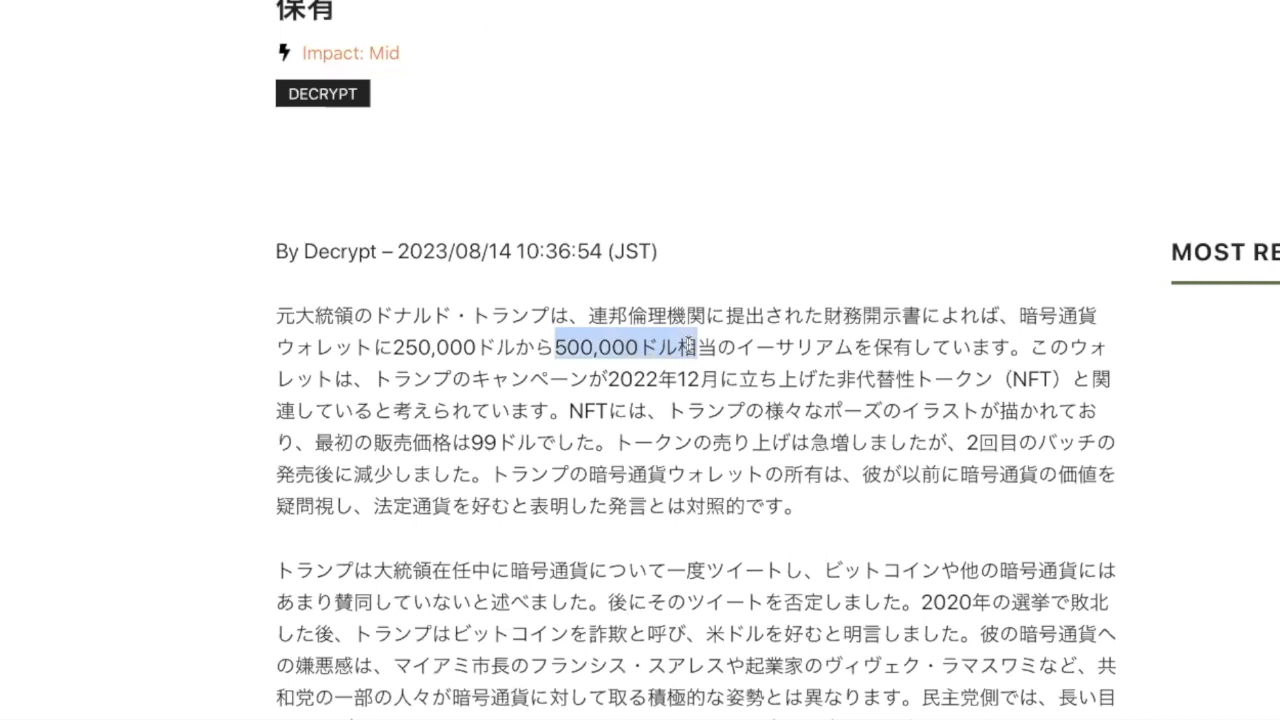 保有
Impact: Mid
DECRYPT
By Decrypt – 2023/08/14 10:36:54 (JST)
MOST RE
元大統領のドナルド・トランプは、連邦倫理機関に提出された財務開示書によれば、暗号通貨
ウォレットに250,000ドルから500,000ドル相当のイーサリアムを保有しています。このウォ
レットは、トランプのキャンペーンが2022年12月に立ち上げた非代替性トークン（NFT）と関
連していると考えられています。NFTには、トランプの様々なポーズのイラストが描かれてお
り、最初の販売価格は99ドルでした。トークンの売り上げは急増しましたが、2回目のバッチの
発売後に減少しました。トランプの暗号通貨ウォレットの所有は、彼が以前に暗号通貨の価値を
疑問視し、法定通貨を好むと表明した発言とは対照的です。
トランプは大統領在任中に暗号通貨について一度ツイートし、ビットコインや他の暗号通貨には
あまり賛同していないと述べました。後にそのツイートを否定しました。2020年の選挙で敗北
した後、トランプはビットコインを詐欺と呼び、米ドルを好むと明言しました。彼の暗号通貨へ
の嫌悪感は、マイアミ市長のフランシス・スアレスや起業家のヴィヴェク・ラマスワミなど、共
和党の一部の人々が暗号通貨に対して取る積極的な姿勢とは異なります。民主党側では、長い目